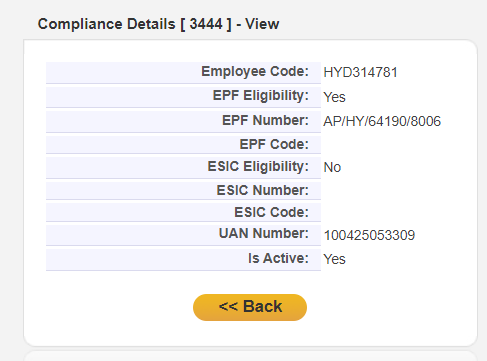 Compliance Details [ 3444 ] - View
Employee Code: HYD314781
EPF Eligibility: Yes
EPF Number: AP/HY/64190/8006
EPF Code:
ESIC Eligibility: No
ESIC Number:
ESIC Code:
UAN Number: 100425053309
Is Active: Yes
<< Back